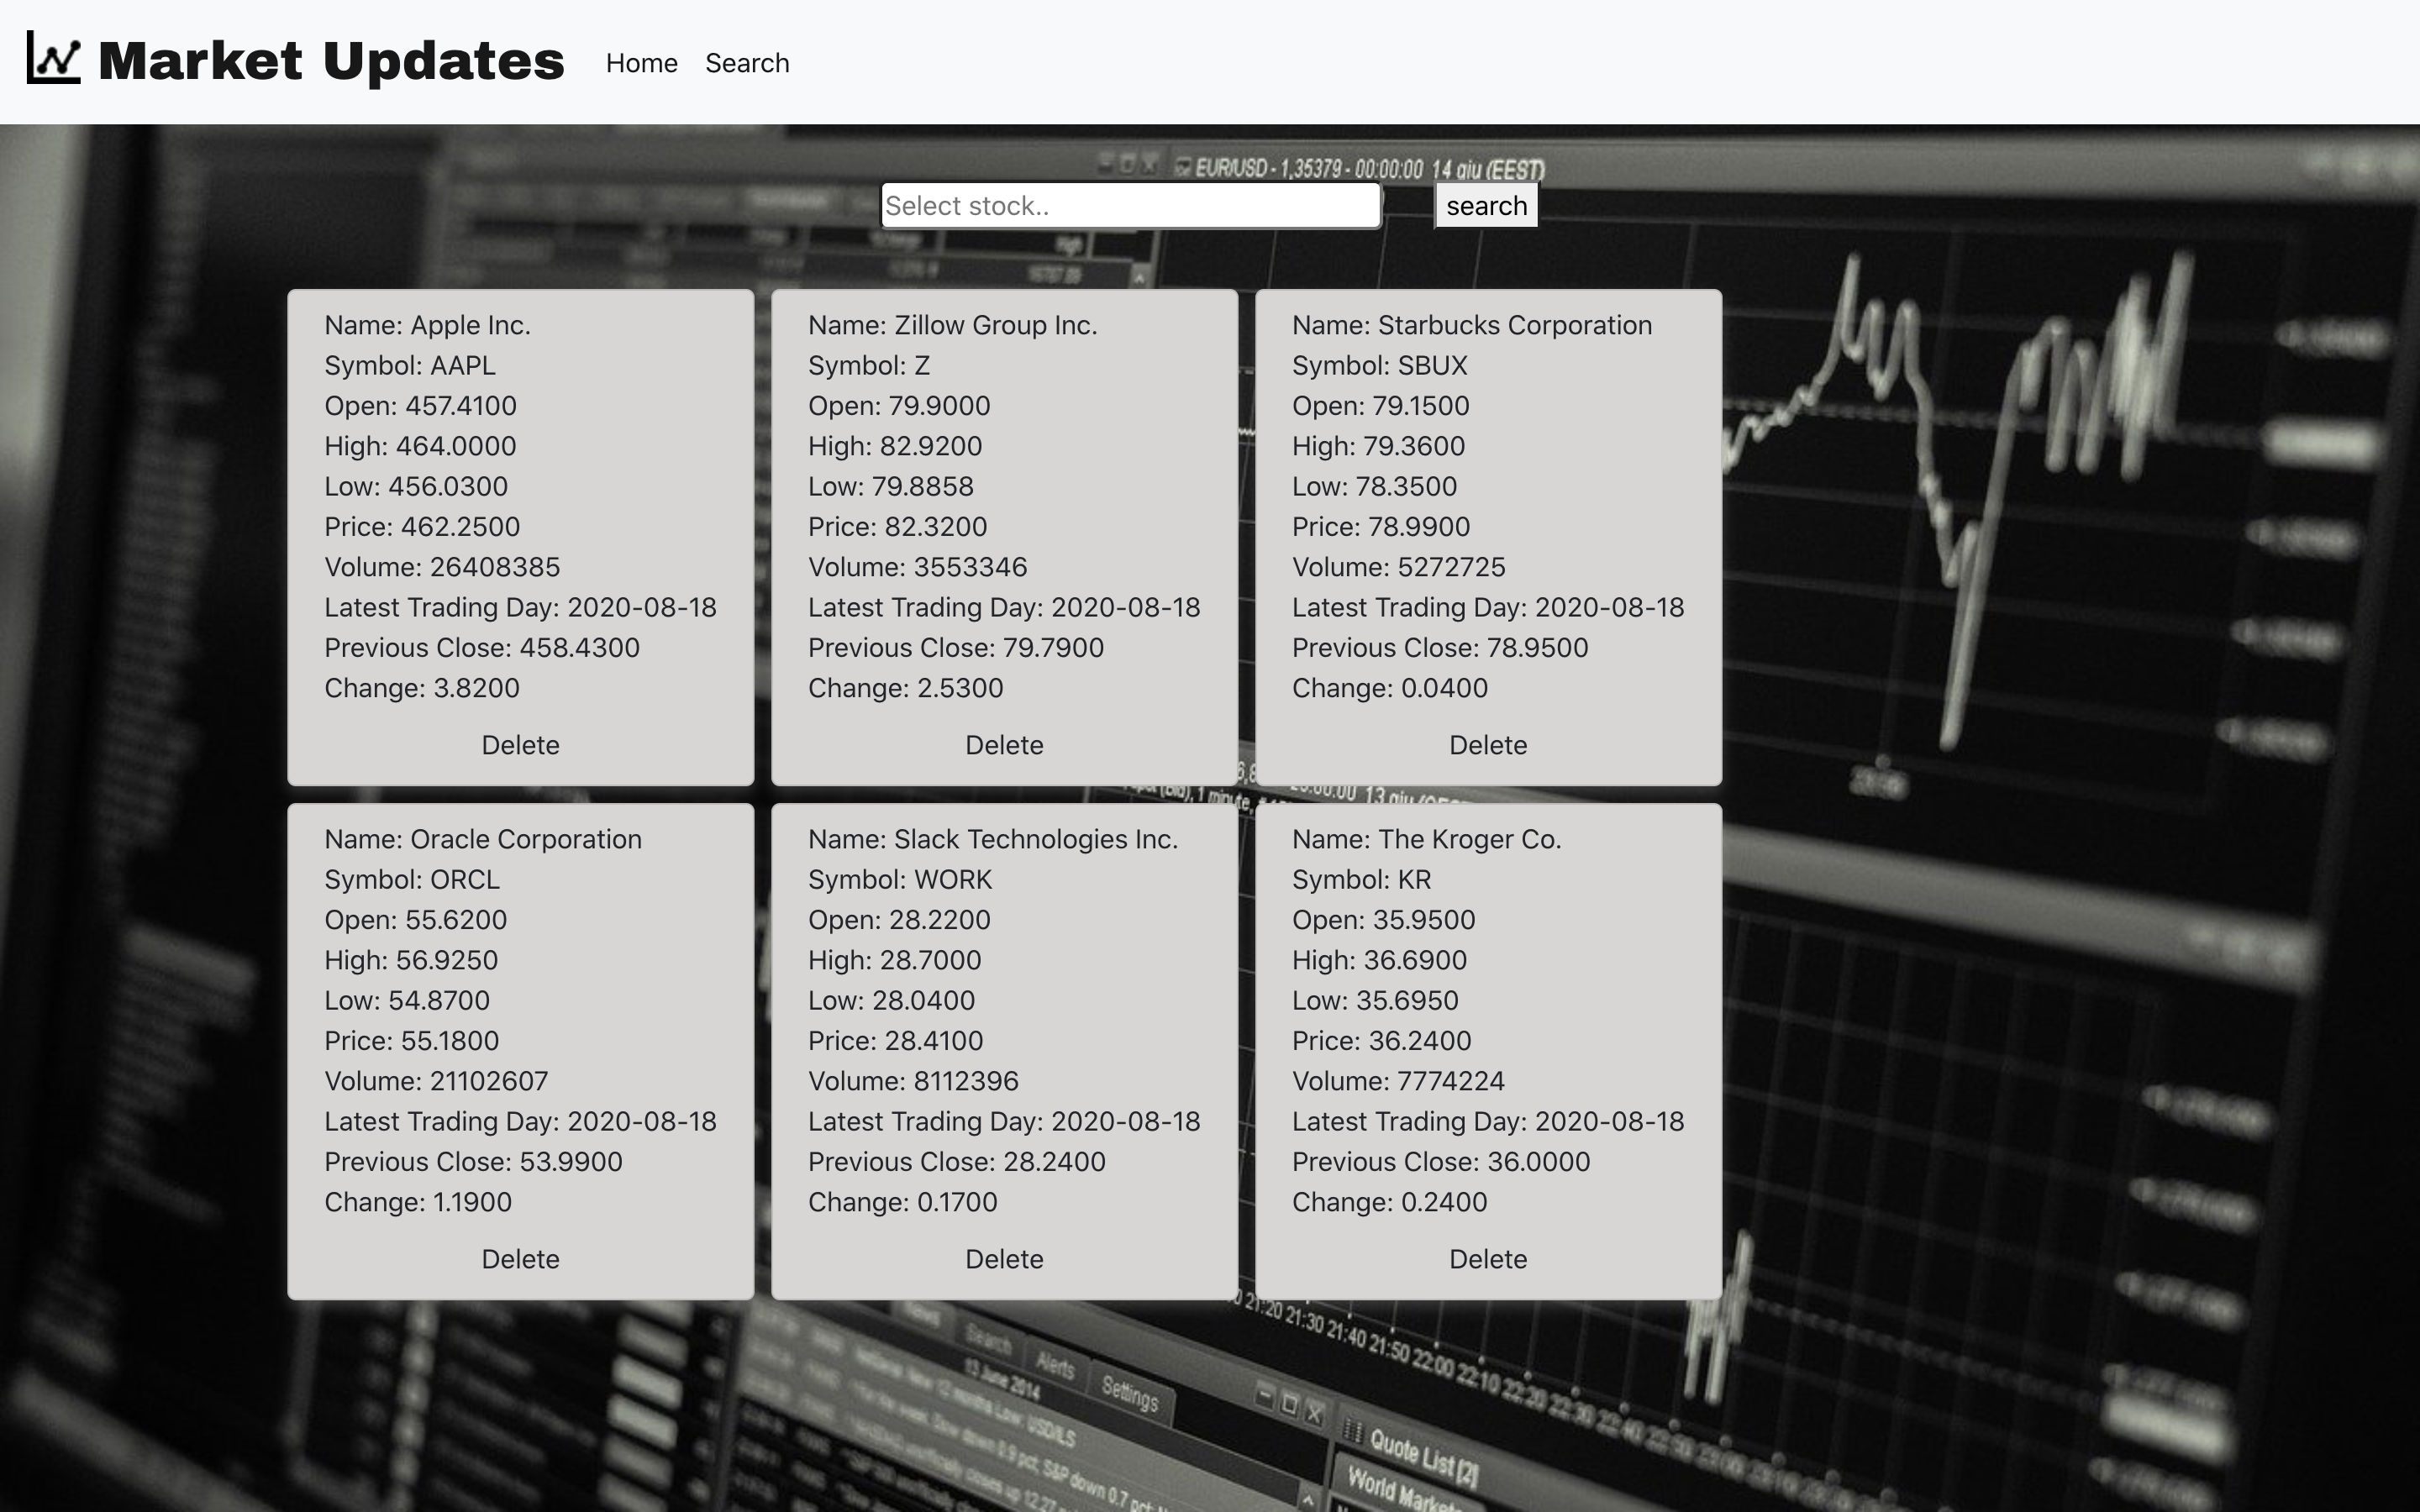 Market Updates
Home
Search
EUR/USD - 1,35379 - 00:00:00 14 giu (EEST)
Select stock..
search
Name: Apple Inc.
Symbol: AAPL
Open: 457.4100
High: 464.0000
Low: 456.0300
Price: 462.2500
Volume: 26408385
Latest Trading Day: 2020-08-18
Previous Close: 458.4300
Change: 3.8200
Delete
Name: Zillow Group Inc.
Symbol: Z
Open: 79.9000
High: 82.9200
Low: 79.8858
Price: 82.3200
Volume: 3553346
Latest Trading Day: 2020-08-18
Previous Close: 79.7900
Change: 2.5300
Delete
Name: Starbucks Corporation
Symbol: SBUX
Open: 79.1500
High: 79.3600
Low: 78.3500
Price: 78.9900
Volume: 5272725
Latest Trading Day: 2020-08-18
Previous Close: 78.9500
Change: 0.0400
Delete
Name: Oracle Corporation
Symbol: ORCL
Open: 55.6200
High: 56.9250
Low: 54.8700
Price: 55.1800
Volume: 21102607
Latest Trading Day: 2020-08-18
Previous Close: 53.9900
Change: 1.1900
Delete
Name: Slack Technologies Inc.
Symbol: WORK
Open: 28.2200
High: 28.7000
Low: 28.0400
Price: 28.4100
Volume: 8112396
Latest Trading Day: 2020-08-18
Previous Close: 28.2400
Change: 0.1700
Delete
Name: The Kroger Co.
Symbol: KR
Open: 35.9500
High: 36.6900
Low: 35.6950
Price: 36.2400
Volume: 7774224
Latest Trading Day: 2020-08-18
Previous Close: 36.0000
Change: 0.2400
Delete
21:20 21:30 21:40 21:50 22:00 22:10 22:20 22:30 22:40 22:50
News Search Alerts Settings
13 June 2014
Quote List [2]
World